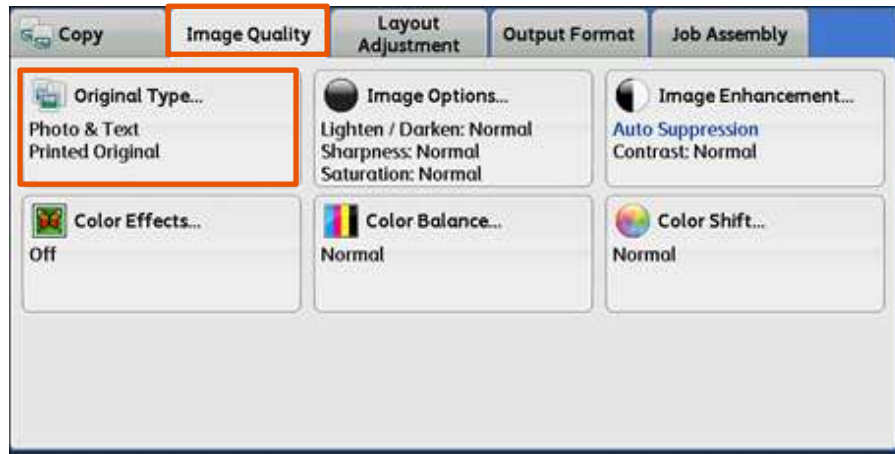 Copy
Image Quality
Layout
Adjustment
Output Format
Job Assembly
Original Type...
Photo & Text
Printed Original
Image Options...
Lighten / Darken: Normal
Sharpness: Normal
Saturation: Normal
Image Enhancement...
Auto Suppression
Contrast: Normal
Color Effects...
Off
Color Balance...
Normal
Color Shift...
Normal